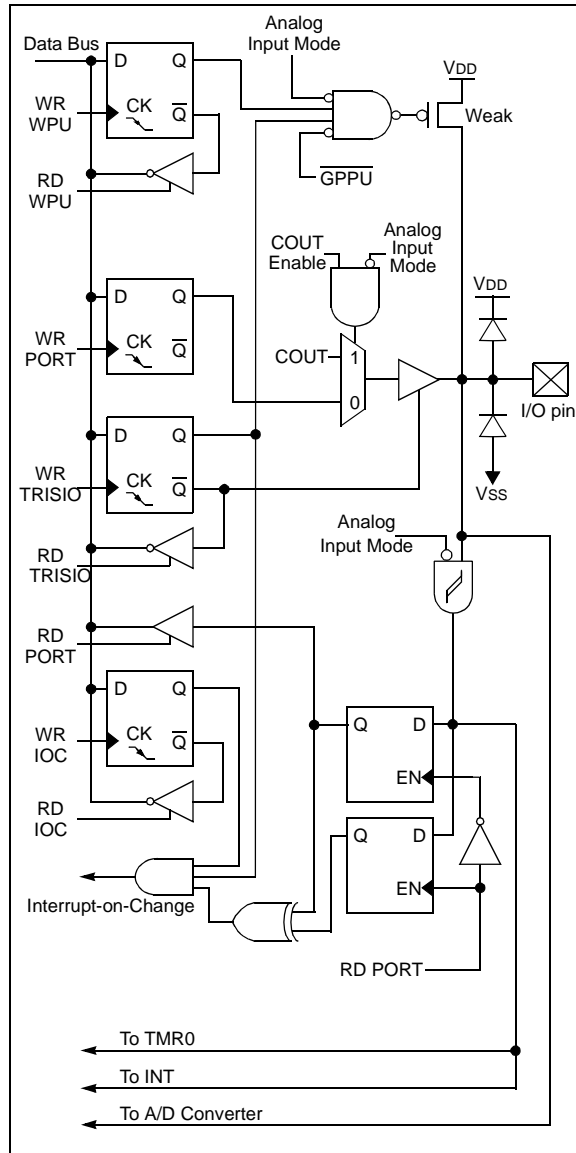 Analog
Input Mode
Data Bus
D Q
VDD
WR
WPU
CK
Q
Weak
RD
WPU
GPPU
COUT
Enable
Analog
Input
Mode
D Q
VDD
WR
PORT
CK
Q
COUT
1
0
I/O pin
D Q
WR
TRISIO
CK
Q
VSS
RD
TRISIO
Analog
Input Mode
RD
PORT
D Q
Q D
WR
IOC
CK
Q
EN
RD
IOC
Q D
Interrupt-on-Change
EN
RD PORT
To TMR0
To INT
To A/D Converter